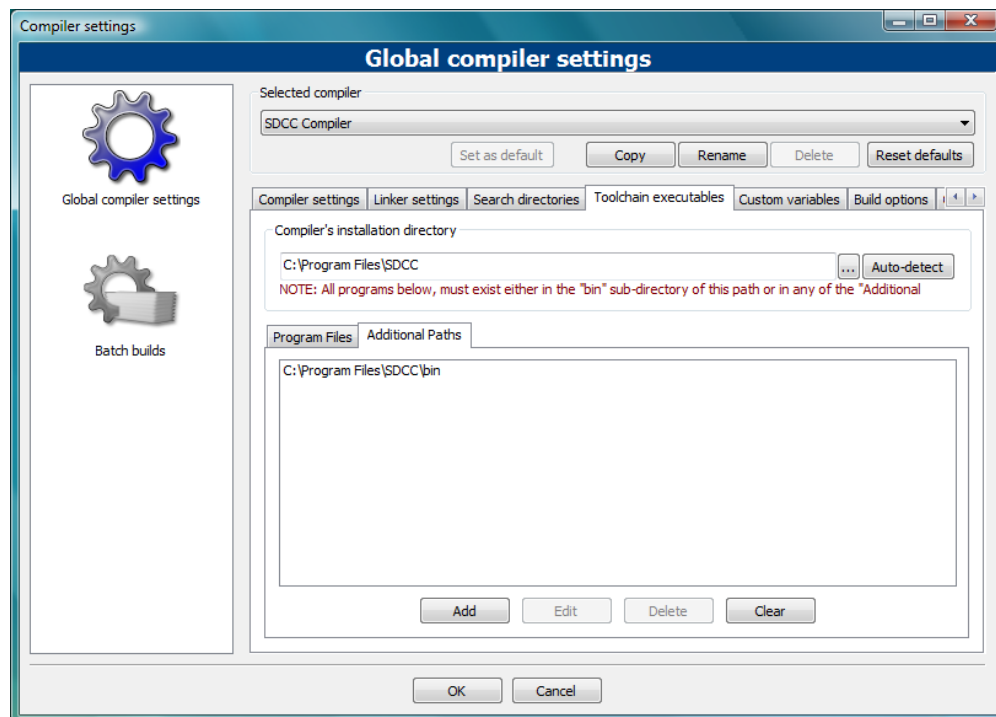 Compiler settings
Global compiler settings
Selected compiler
SDCC Compiler
Set as default Copy Rename Delete Reset defaults
Global compiler settings
Batch builds
Compiler settings Linker settings Search directories Toolchain executables Custom variables Build options
Compiler's installation directory
C:\Program Files\SDCC
... Auto-detect
NOTE: All programs below, must exist either in the "bin" sub-directory of this path or in any of the "Additional
Program Files Additional Paths
C:\Program Files\SDCC\bin
Add Edit Delete Clear
OK Cancel